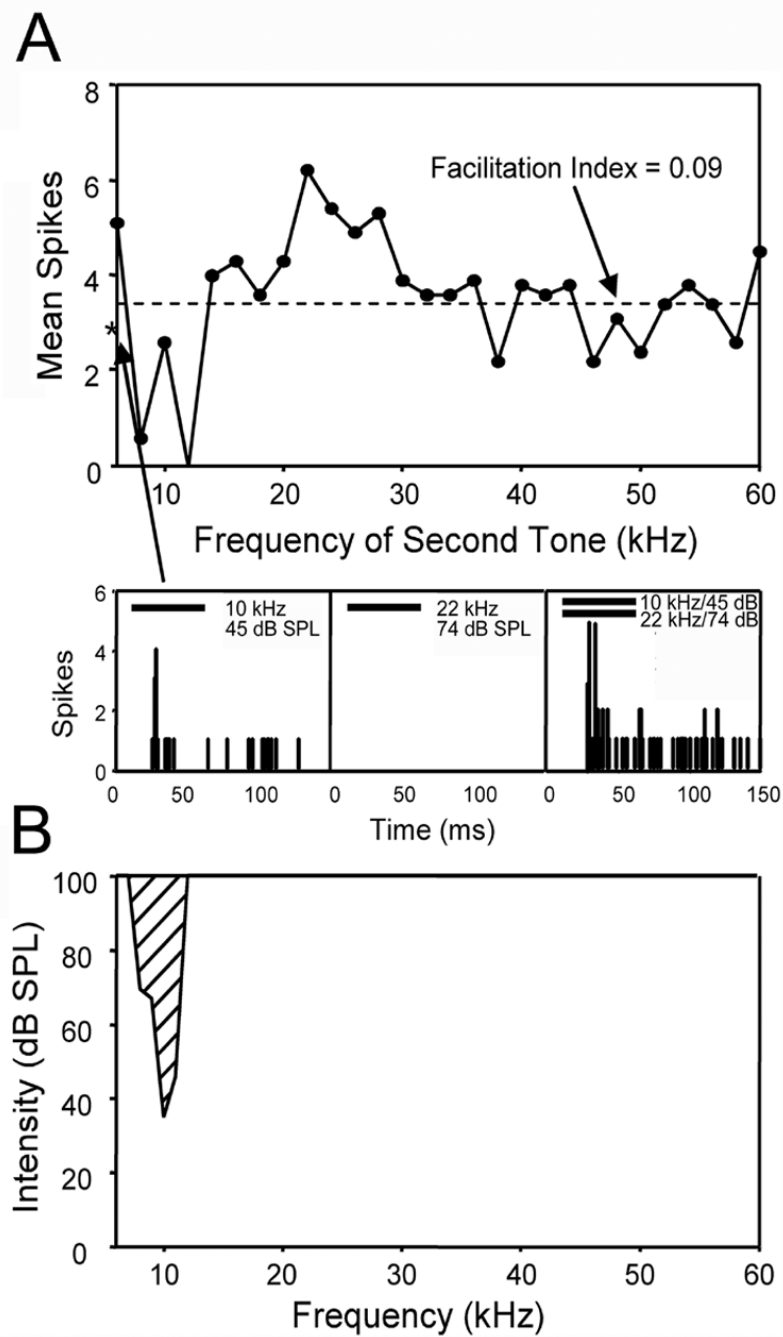 A
8
Facilitation Index = 0.09
6
4
*
2
0
Mean Spikes
10 20 30 40 50 60
Frequency of Second Tone (kHz)
6
4
2
0
Spikes
10 kHz
45 dB SPL
22 kHz
74 dB SPL
10 kHz/45 dB
22 kHz/74 dB
0 50 100 0 50 100 0 50 100 150
Time (ms)
B
100
80
60
40
20
0
Intensity (dB SPL)
10 20 30 40 50 60
Frequency (kHz)